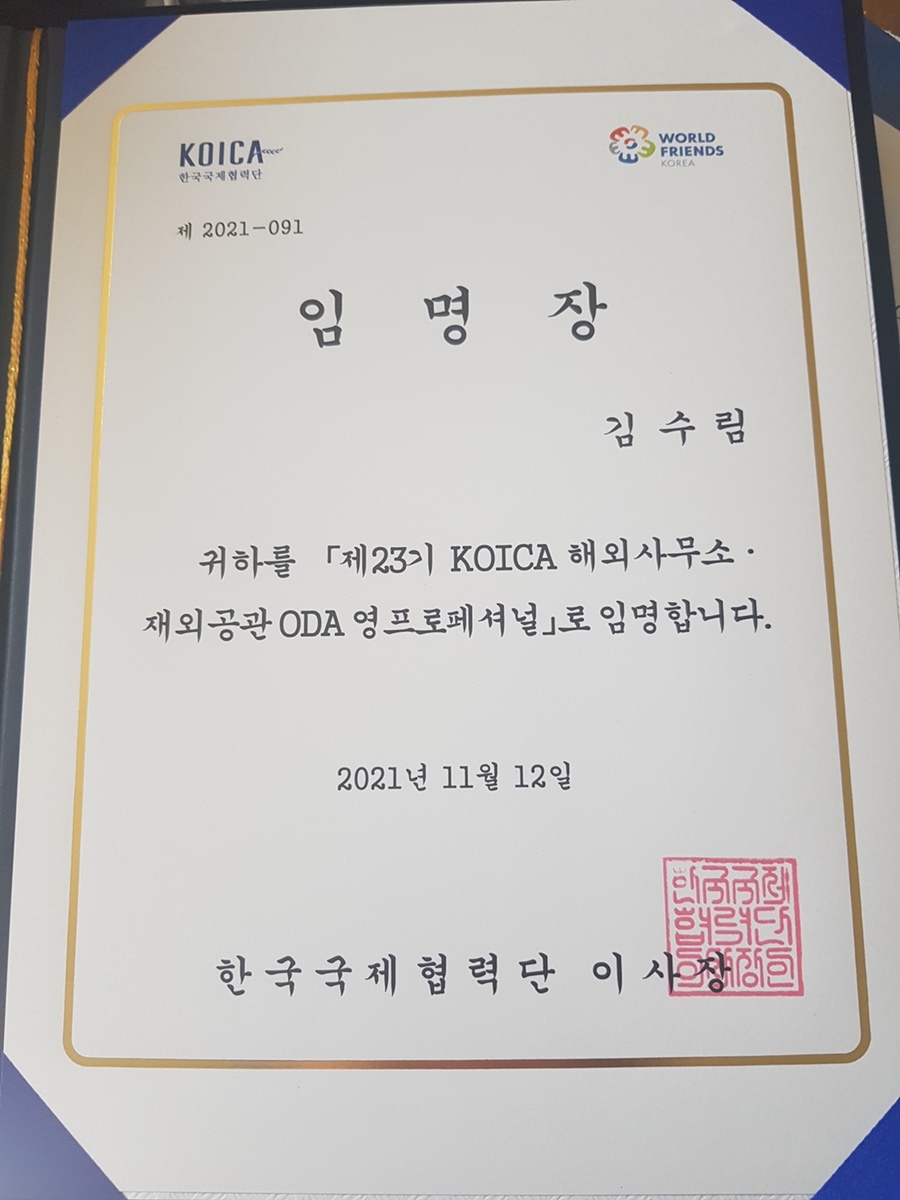 KOICA
한국국제협력단
WORLD
FRIENDS
KOREA
제 2021-091
임 명 장
김 수 림
귀하를 「제23기 KOICA 해외사무소·
재외공관 ODA 영프로페셔널」로 임명합니다.
2021년 11월 12일
한국국제협력단 이사장